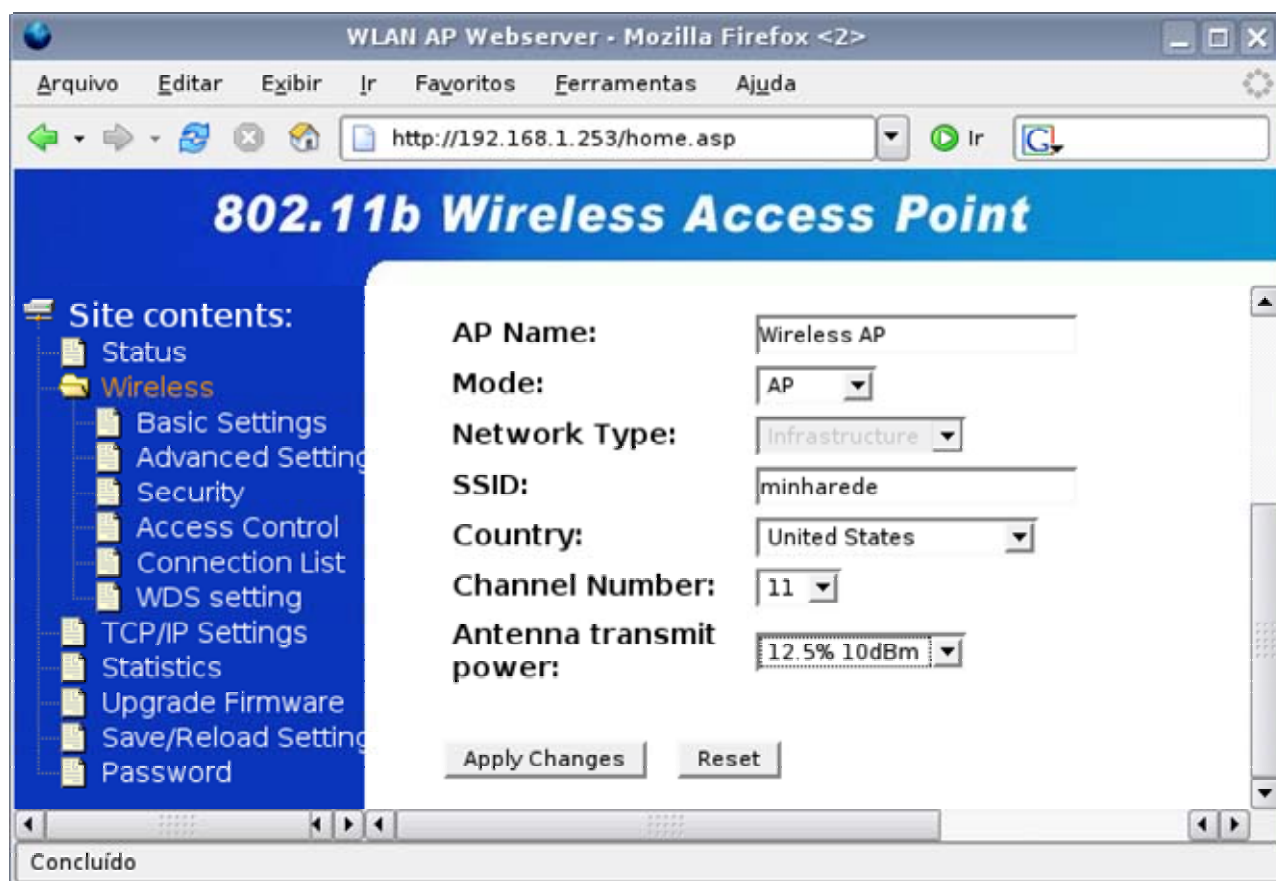 WLAN AP Webserver - Mozilla Firefox <2>
Arquivo Editar Exibir Ir Favoritos Ferramentas Ajuda
http://192.168.1.253/home.asp Ir G
802.11b Wireless Access Point
Site contents:
Status
Wireless
Basic Settings
Advanced Setting
Security
Access Control
Connection List
WDS setting
TCP/IP Settings
Statistics
Upgrade Firmware
Save/Reload Setting
Password
AP Name: Wireless AP
Mode: AP
Network Type: Infrastructure
SSID: minharede
Country: United States
Channel Number: 11
Antenna transmit
power: 12.5% 10dBm
Apply Changes Reset
Concluído